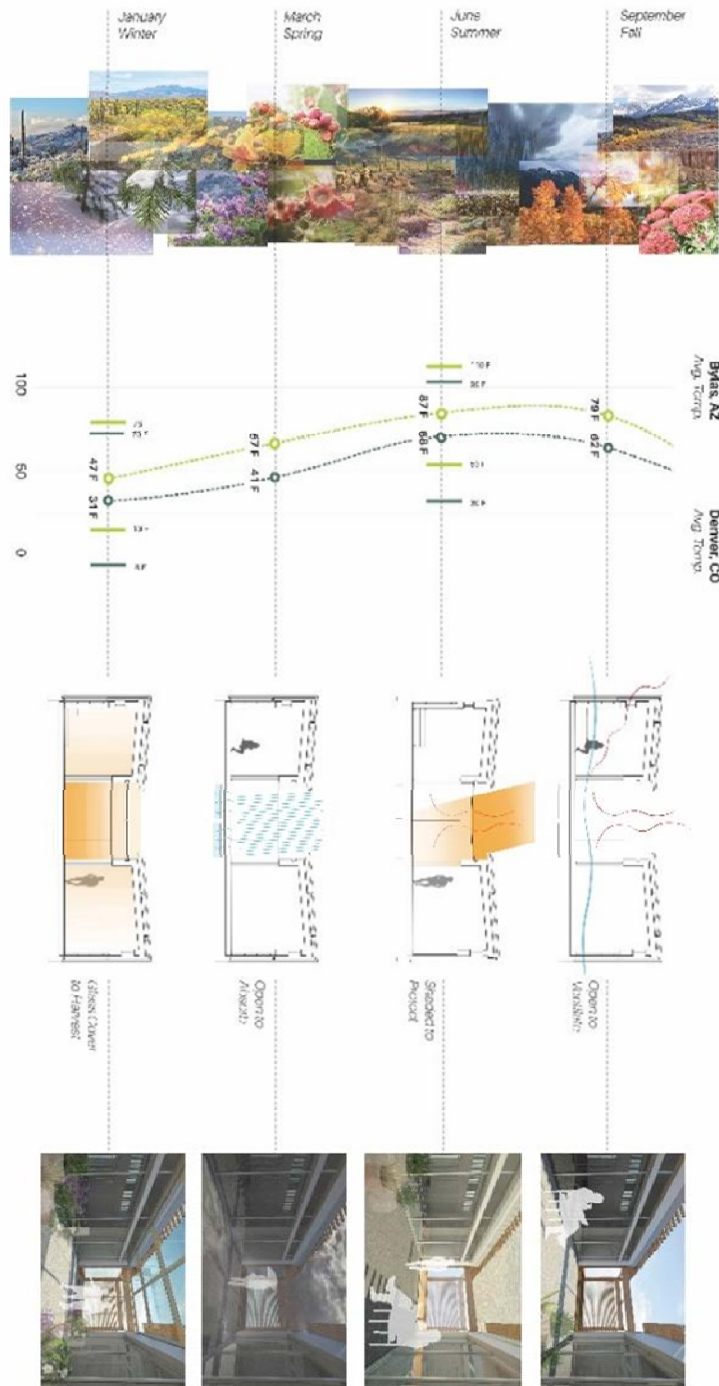 January
Winter
March
Spring
June
Summer
September
Fall
100
50
0
Bylas, AZ
Avg. Temp.
Denver, CO
Avg. Temp.
47 F
31 F
67 F
41 F
87 F
68 F
79 F
62 F
Glass Cover
to Harvest
Open to
Absorb
Shaded to
Protect
Open to
Ventilate